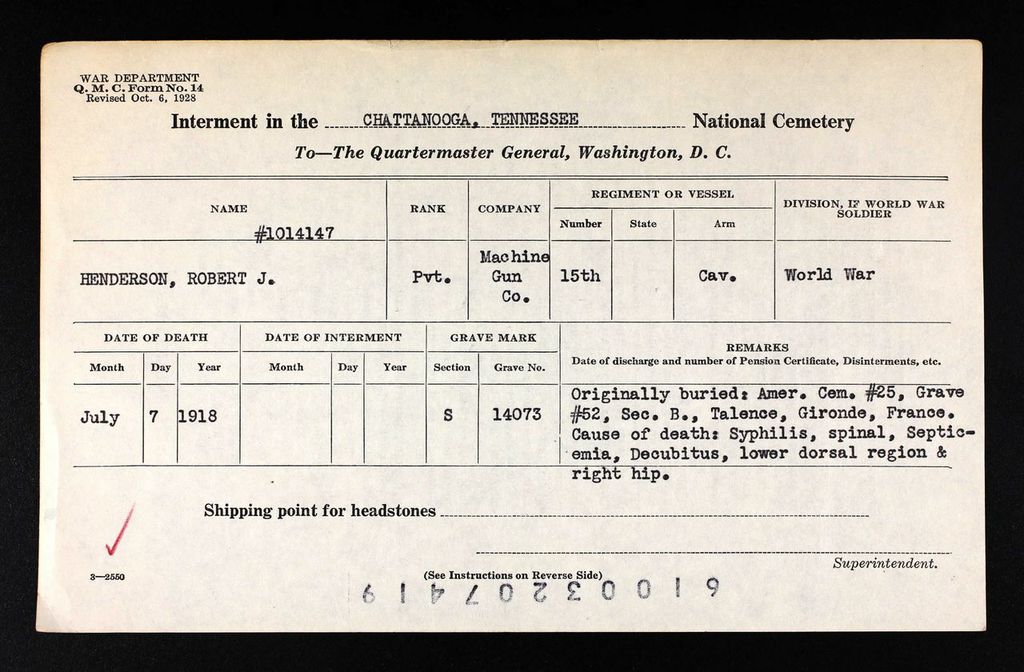 WAR DEPARTMENT
Q. M. C. Form No. 14
Revised Oct. 6, 1928
Interment in the CHATTANOOGA, TENNESSEE National Cemetery
To—The Quartermaster General, Washington, D. C.
NAME RANK COMPANY REGIMENT OR VESSEL DIVISION, IF WORLD WAR SOLDIER
Number State Arm
#1014147
HENDERSON, ROBERT J. Pvt. Machine Gun Co. 15th Cav. World War
DATE OF DEATH DATE OF INTERMENT GRAVE MARK REMARKS
Date of discharge and number of Pension Certificate, Disinterments, etc.
Month Day Year Month Day Year Section Grave No.
July 7 1918 S 14073
Originally buried: Amer. Cem. #25, Grave
#52, Sec. B., Talence, Gironde, France.
Cause of death: Syphilis, spinal, Septic-
emia, Decubitus, lower dorsal region &
right hip.
Shipping point for headstones
Superintendent.
3—2550
(See Instructions on Reverse Side)
61003207419